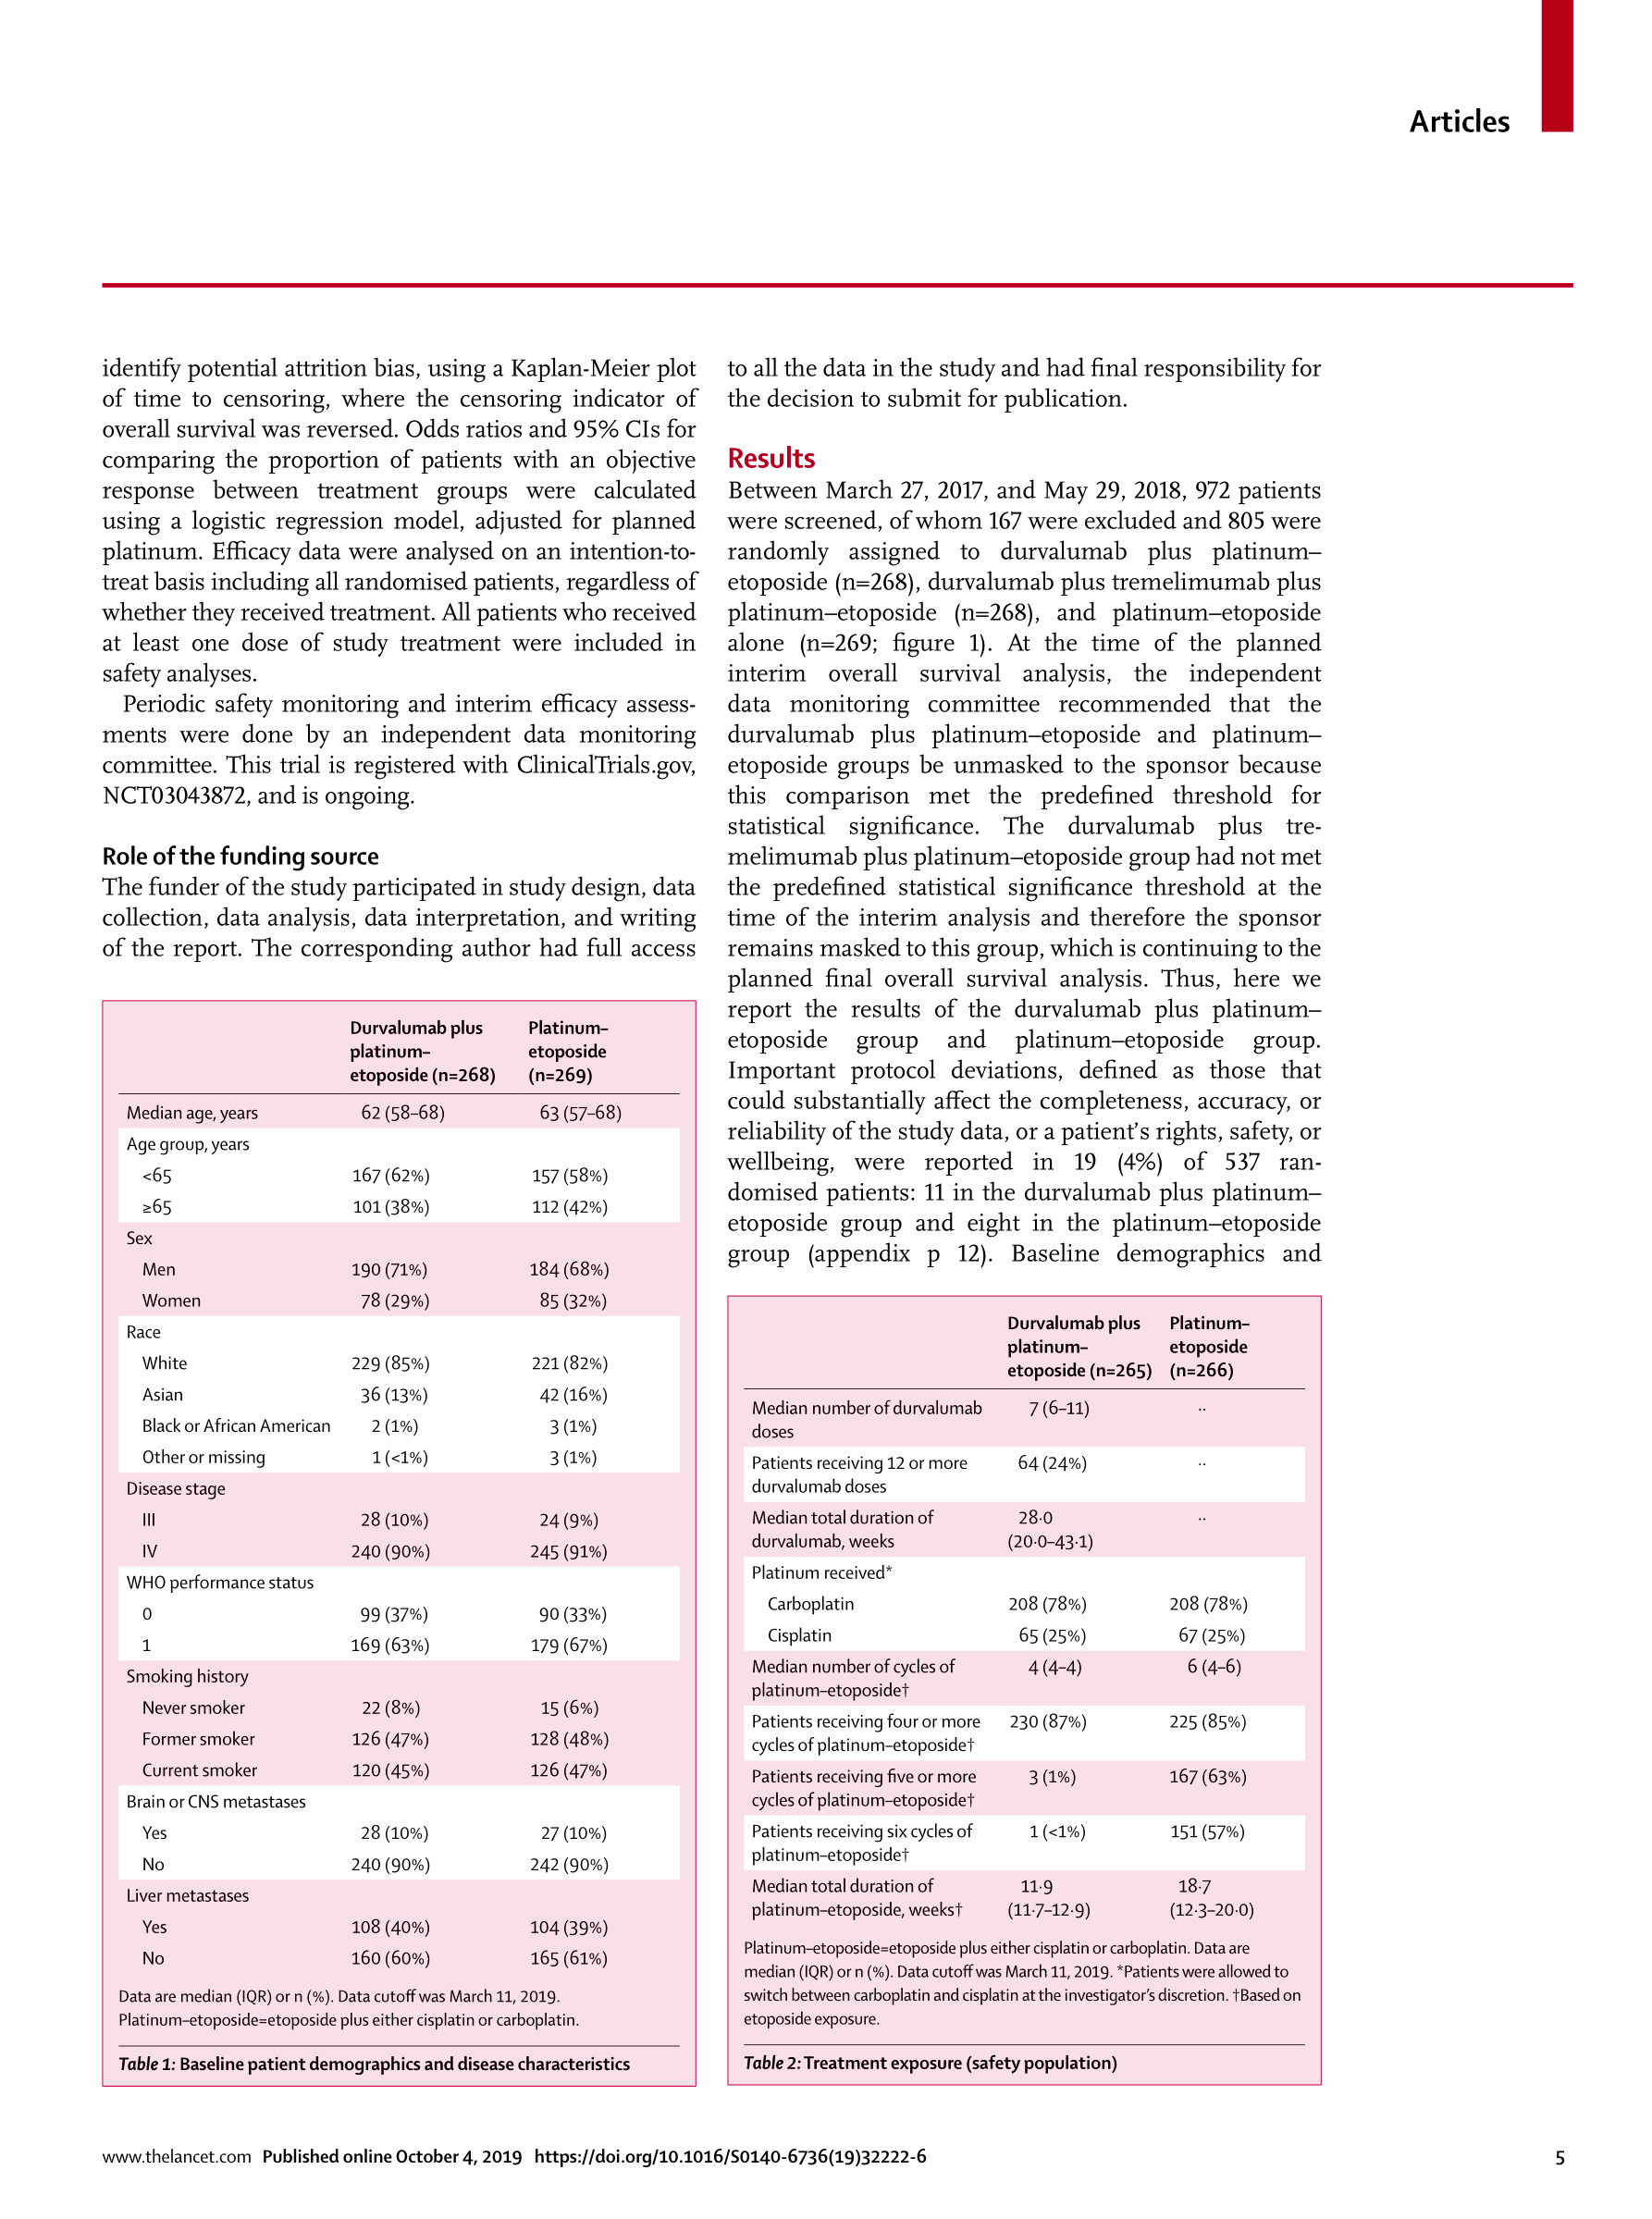 Articles
identify potential attrition bias, using a Kaplan-Meier plot
of time to censoring, where the censoring indicator of
overall survival was reversed. Odds ratios and 95% CIs for
comparing the proportion of patients with an objective
response between treatment groups were calculated
using a logistic regression model, adjusted for planned
platinum. Efficacy data were analysed on an intention-to-
treat basis including all randomised patients, regardless of
whether they received treatment. All patients who received
at least one dose of study treatment were included in
safety analyses.
Periodic safety monitoring and interim efficacy assess-
ments were done by an independent data monitoring
committee. This trial is registered with ClinicalTrials.gov,
NCT03043872, and is ongoing.
Role of the funding source
The funder of the study participated in study design, data
collection, data analysis, data interpretation, and writing
of the report. The corresponding author had full access
to all the data in the study and had final responsibility for
the decision to submit for publication.
Results
Between March 27, 2017, and May 29, 2018, 972 patients
were screened, of whom 167 were excluded and 805 were
randomly assigned to durvalumab plus platinum–
etoposide (n=268), durvalumab plus tremelimumab plus
platinum–etoposide (n=268), and platinum–etoposide
alone (n=269; figure 1). At the time of the planned
interim overall survival analysis, the independent
data monitoring committee recommended that the
durvalumab plus platinum–etoposide and platinum–
etoposide groups be unmasked to the sponsor because
this comparison met the predefined threshold for
statistical significance. The durvalumab plus tre-
melimumab plus platinum–etoposide group had not met
the predefined statistical significance threshold at the
time of the interim analysis and therefore the sponsor
remains masked to this group, which is continuing to the
planned final overall survival analysis. Thus, here we
report the results of the durvalumab plus platinum–
etoposide group and platinum–etoposide group.
Important protocol deviations, defined as those that
could substantially affect the completeness, accuracy, or
reliability of the study data, or a patient's rights, safety, or
wellbeing, were reported in 19 (4%) of 537 ran-
domised patients: 11 in the durvalumab plus platinum–
etoposide group and eight in the platinum–etoposide
group (appendix p 12). Baseline demographics and
Durvalumab plus platinum–etoposide (n=268) Platinum–etoposide (n=269)
Median age, years 62 (58–68) 63 (57–68)
Age group, years
<65 167 (62%) 157 (58%)
≥65 101 (38%) 112 (42%)
Sex
Men 190 (71%) 184 (68%)
Women 78 (29%) 85 (32%)
Race
White 229 (85%) 221 (82%)
Asian 36 (13%) 42 (16%)
Black or African American 2 (1%) 3 (1%)
Other or missing 1 (<1%) 3 (1%)
Disease stage
III 28 (10%) 24 (9%)
IV 240 (90%) 245 (91%)
WHO performance status
0 99 (37%) 90 (33%)
1 169 (63%) 179 (67%)
Smoking history
Never smoker 22 (8%) 15 (6%)
Former smoker 126 (47%) 128 (48%)
Current smoker 120 (45%) 126 (47%)
Brain or CNS metastases
Yes 28 (10%) 27 (10%)
No 240 (90%) 242 (90%)
Liver metastases
Yes 108 (40%) 104 (39%)
No 160 (60%) 165 (61%)
Data are median (IQR) or n (%). Data cutoff was March 11, 2019.
Platinum–etoposide=etoposide plus either cisplatin or carboplatin.
Table 1: Baseline patient demographics and disease characteristics
Durvalumab plus platinum–etoposide (n=265) Platinum–etoposide (n=266)
Median number of durvalumab doses 7 (6–11) ··
Patients receiving 12 or more durvalumab doses 64 (24%) ··
Median total duration of durvalumab, weeks 28·0 (20·0–43·1) ··
Platinum received*
Carboplatin 208 (78%) 208 (78%)
Cisplatin 65 (25%) 67 (25%)
Median number of cycles of platinum–etoposide† 4 (4–4) 6 (4–6)
Patients receiving four or more cycles of platinum–etoposide† 230 (87%) 225 (85%)
Patients receiving five or more cycles of platinum–etoposide† 3 (1%) 167 (63%)
Patients receiving six cycles of platinum–etoposide† 1 (<1%) 151 (57%)
Median total duration of platinum–etoposide, weeks† 11·9 (11·7–12·9) 18·7 (12·3–20·0)
Platinum–etoposide=etoposide plus either cisplatin or carboplatin. Data are
median (IQR) or n (%). Data cutoff was March 11, 2019. *Patients were allowed to
switch between carboplatin and cisplatin at the investigator's discretion. †Based on
etoposide exposure.
Table 2: Treatment exposure (safety population)
www.thelancet.com Published online October 4, 2019 https://doi.org/10.1016/S0140-6736(19)32222-6
5